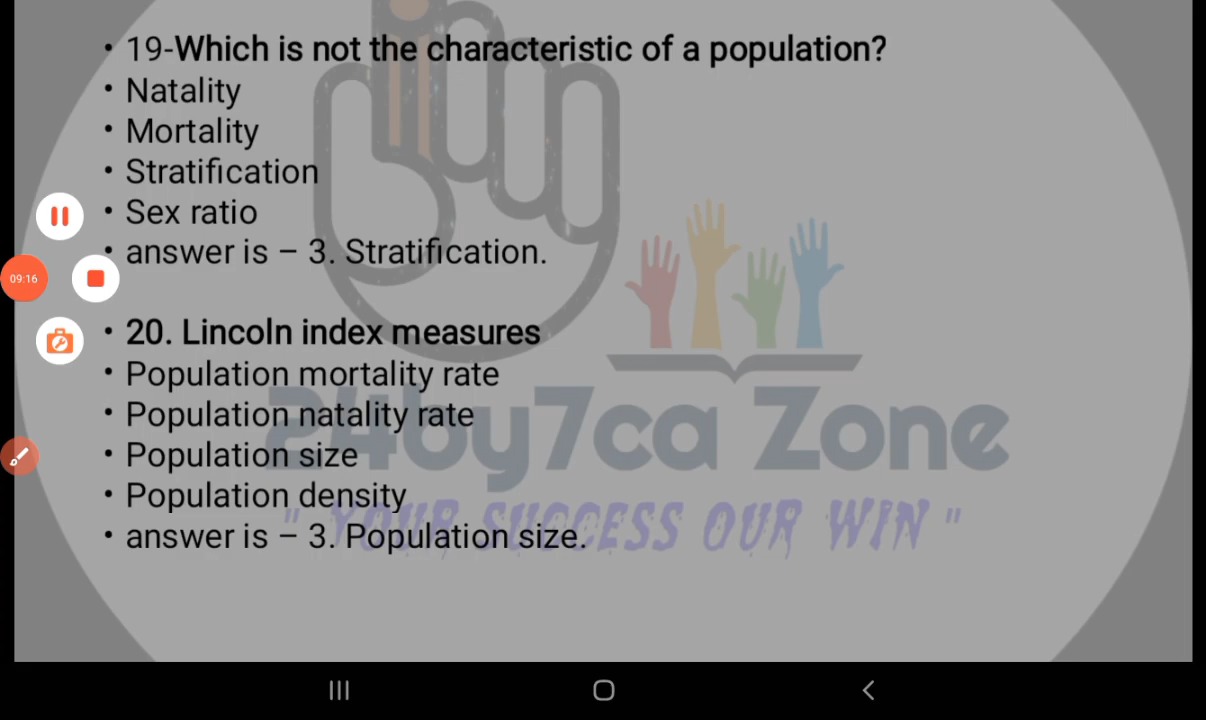 • 19-Which is not the characteristic of a population?
• Natality
• Mortality
• Stratification
• Sex ratio
• answer is – 3. Stratification.
09:16
• 20. Lincoln index measures
• Population mortality rate
• Population natality rate
• Population size
• Population density
• answer is – 3. Population size.
24by7ca Zone
" YOUR SUCCESS OUR WIN "